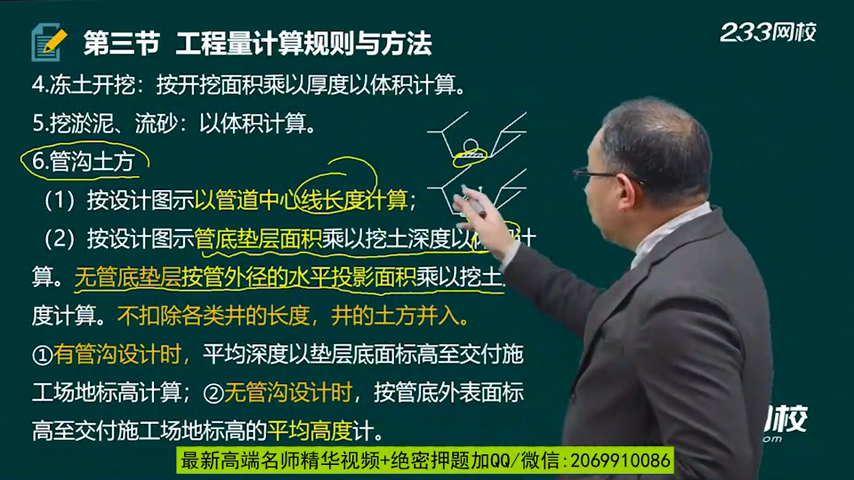 第三节 工程量计算规则与方法
233网校
4.冻土开挖：按开挖面积乘以厚度以体积计算。
5.挖淤泥、流砂：以体积计算。
6.管沟土方
（1）按设计图示以管道中心线长度计算；
（2）按设计图示管底垫层面积乘以挖土深度以体积计
算。无管底垫层按管外径的水平投影面积乘以挖土
度计算。不扣除各类井的长度，井的土方并入。
①有管沟设计时，平均深度以垫层底面标高至交付施
工场地标高计算；②无管沟设计时，按管底外表面标
高至交付施工场地标高的平均高度计。
网校
.com
最新高端名师精华视频+绝密押题加QQ/微信:2069910086